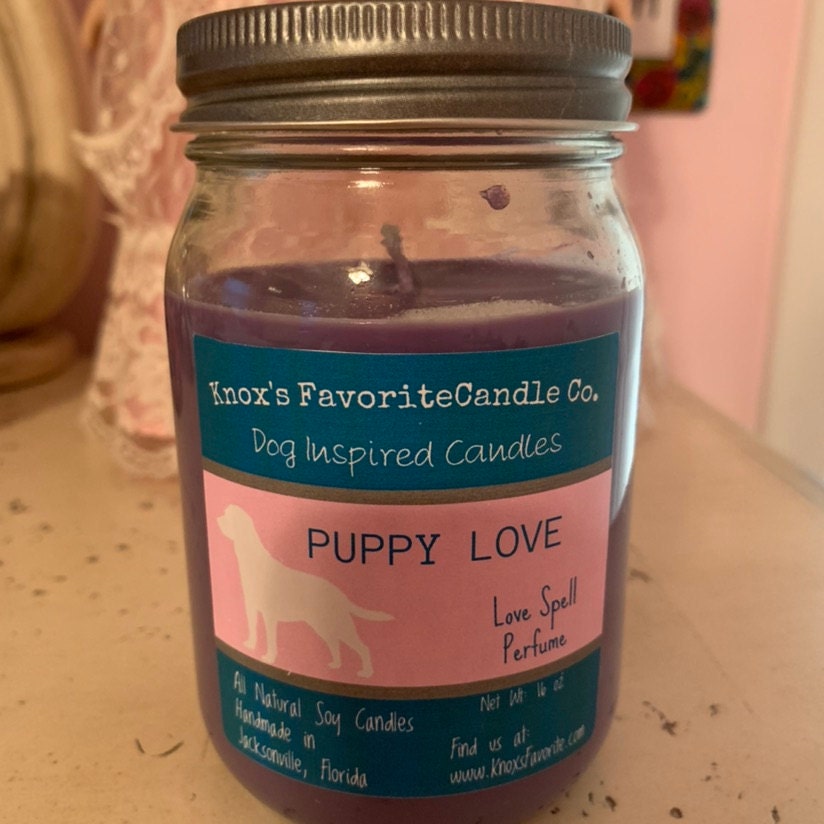 Knox's FavoriteCandle Co.
Dog Inspired Candles
PUPPY LOVE
Love Spell
Perfume
All Natural Soy Candles
Handmade in
Jacksonville, Florida
Net Wt: 16 oz
Find us at:
www.KnoxsFavorite.com